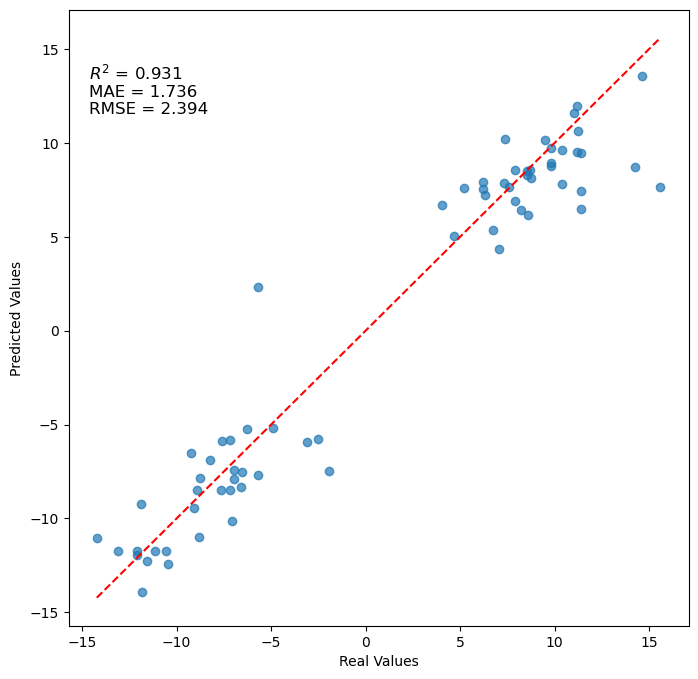 R² = 0.931
MAE = 1.736
RMSE = 2.394
15
10
5
0
−5
−10
−15
Predicted Values
−15
−10
−5
0
5
10
15
Real Values